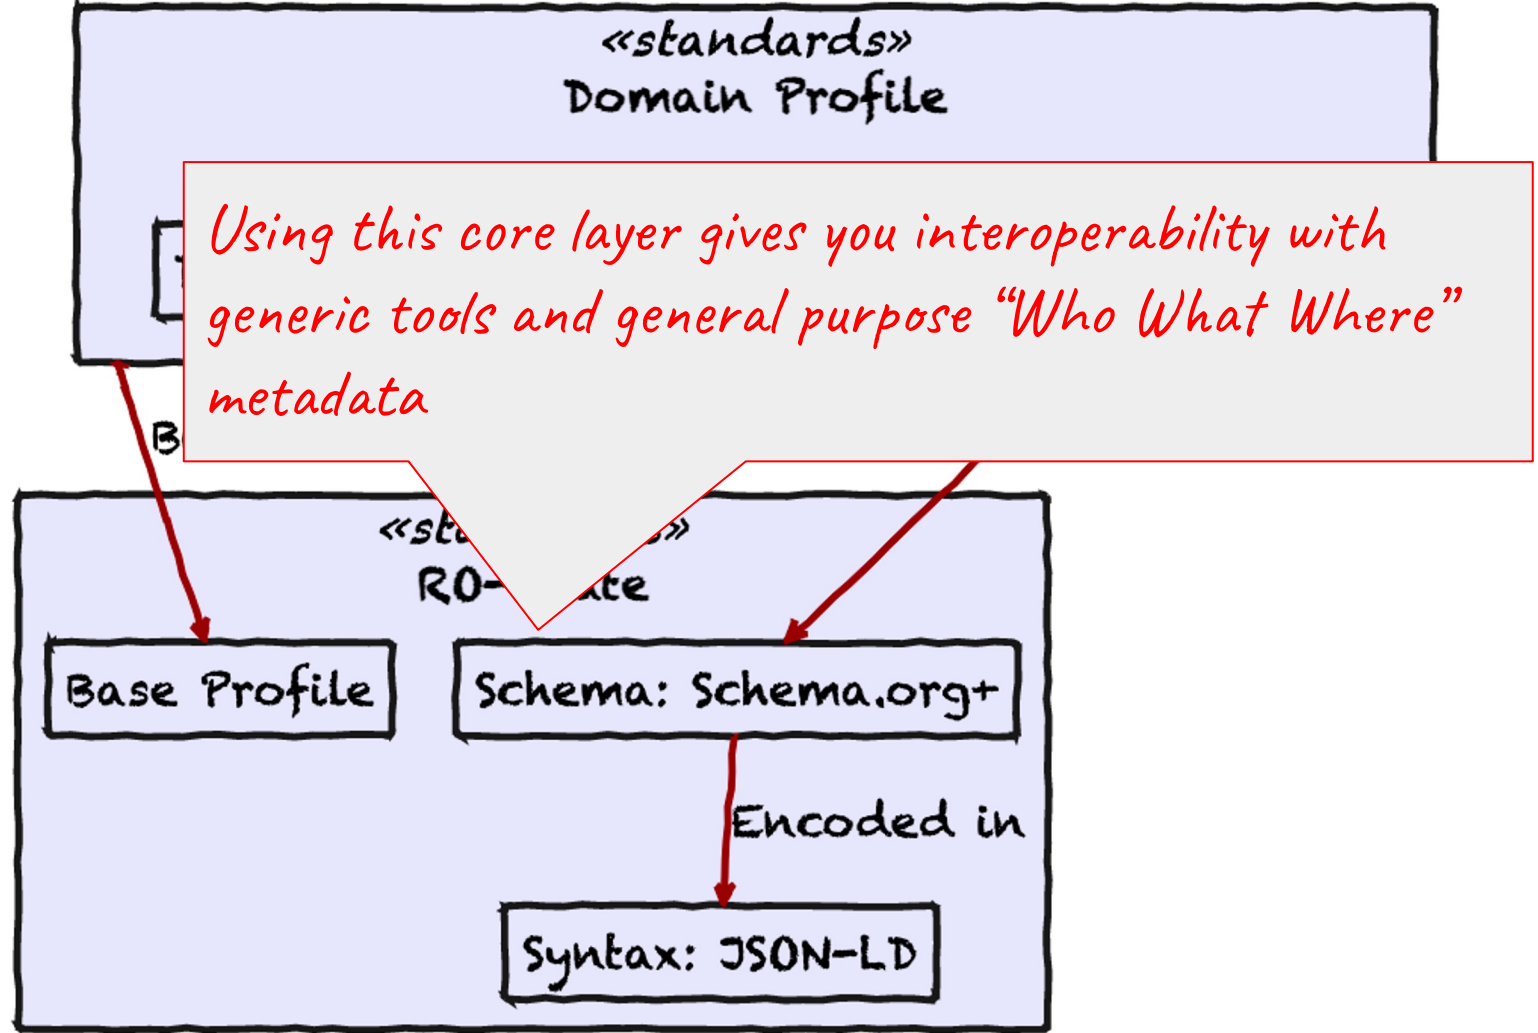 «standards»
Domain Profile
Using this core layer gives you interoperability with
generic tools and general purpose “Who What Where”
metadata
Base Profile
Schema: Schema.org+
Encoded in
Syntax: JSON-LD